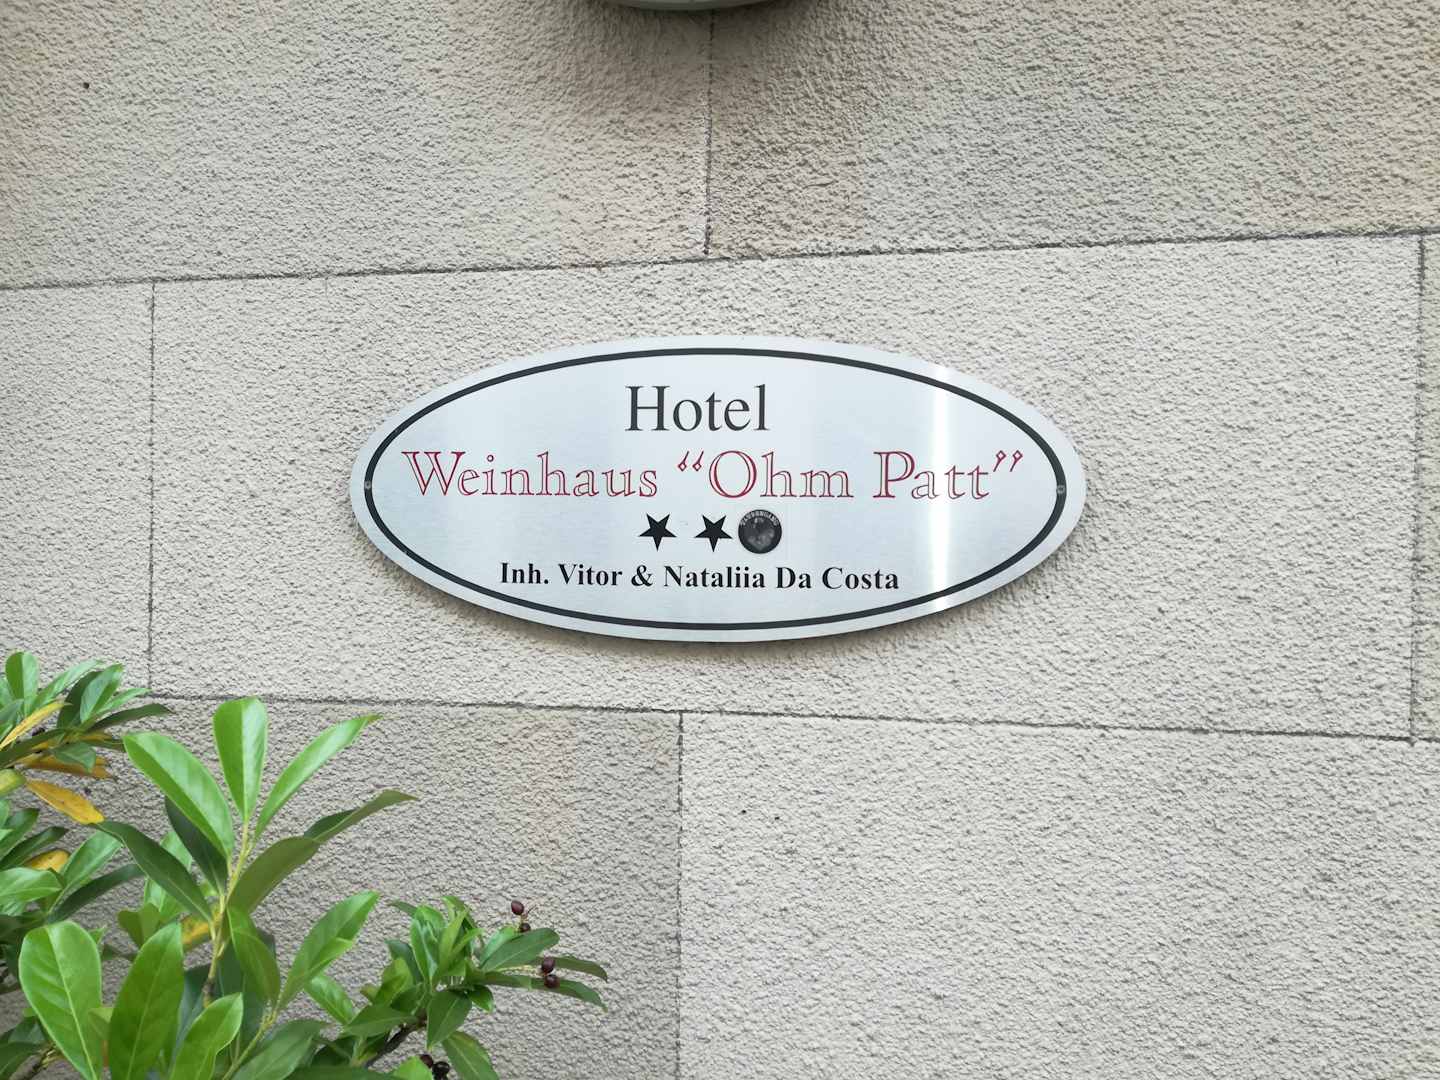 Hotel
Weinhaus “Ohm Patt”
Inh. Vitor & Nataliia Da Costa